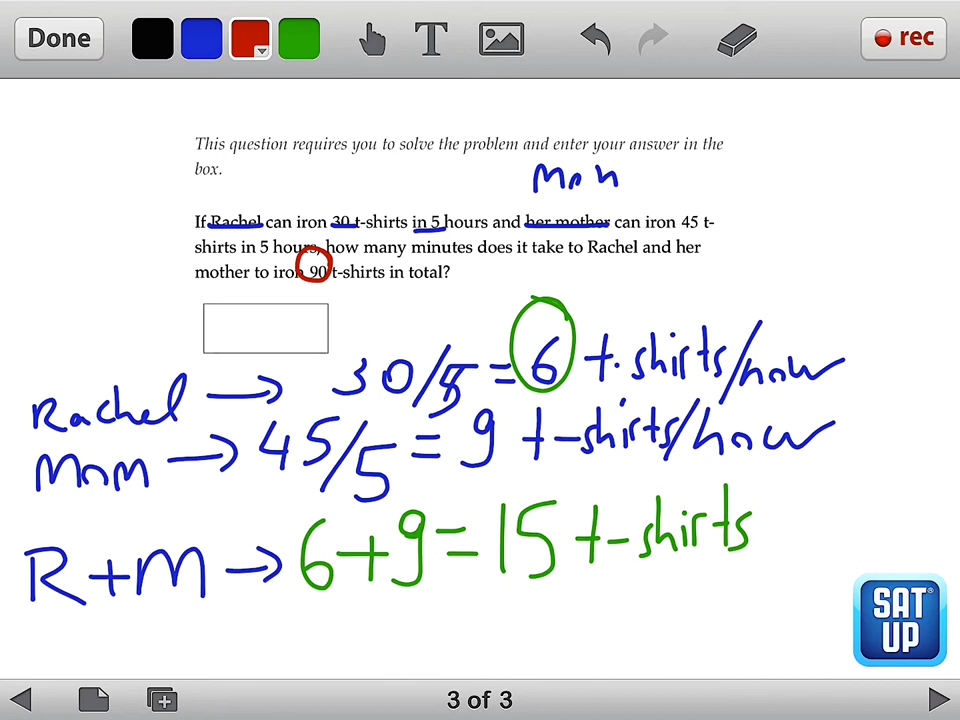 Done T rec
This question requires you to solve the problem and enter your answer in the
box.
Mom
If Rachel can iron 30 t-shirts in 5 hours and her mother can iron 45 t-
shirts in 5 hours, how many minutes does it take to Rachel and her
mother to iron 90 t-shirts in total?
Rachel → 30/5 = 6 t-shirts/hour
Mom → 45/5 = 9 t-shirts/hour
R+M → 6+9=15 t-shirts
SAT
UP
3 of 3